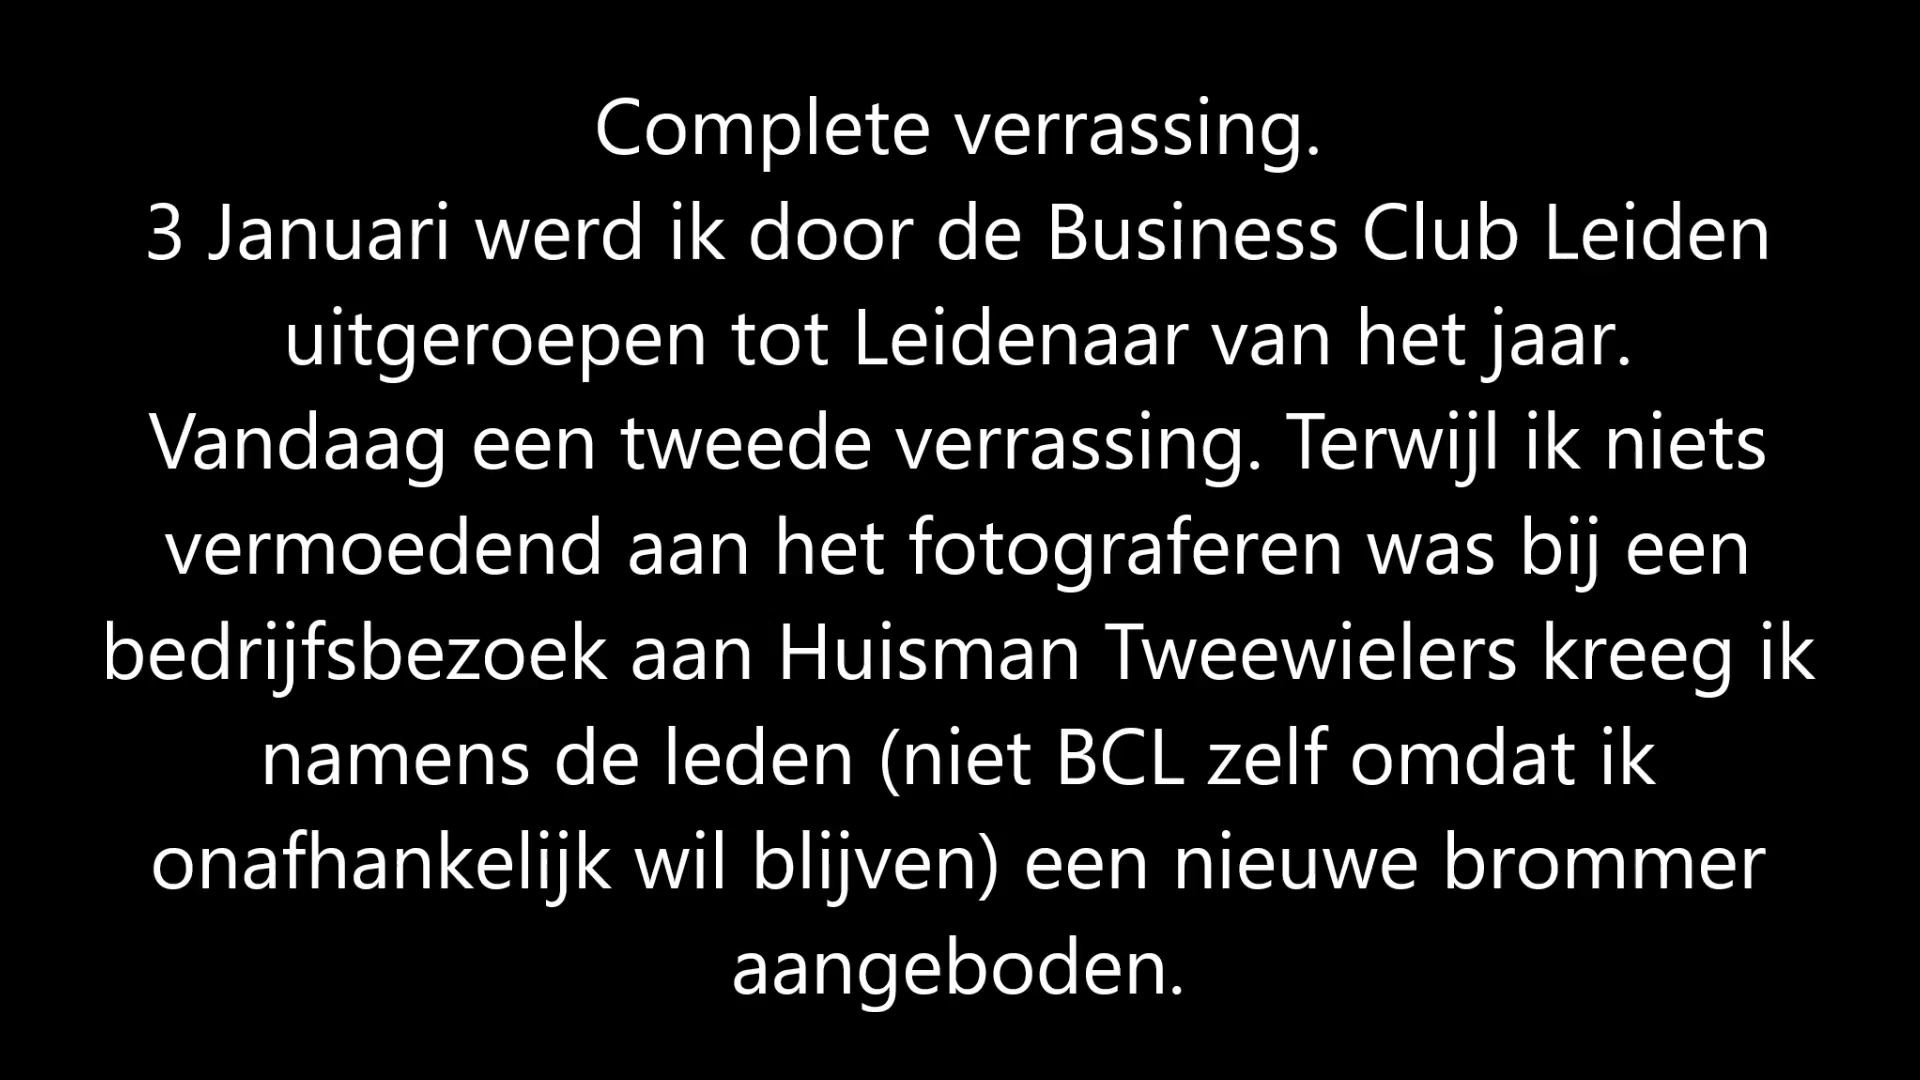 Complete verrassing.
3 Januari werd ik door de Business Club Leiden
uitgeroepen tot Leidenaar van het jaar.
Vandaag een tweede verrassing. Terwijl ik niets
vermoedend aan het fotograferen was bij een
bedrijfsbezoek aan Huisman Tweewielers kreeg ik
namens de leden (niet BCL zelf omdat ik
onafhankelijk wil blijven) een nieuwe brommer
aangeboden.